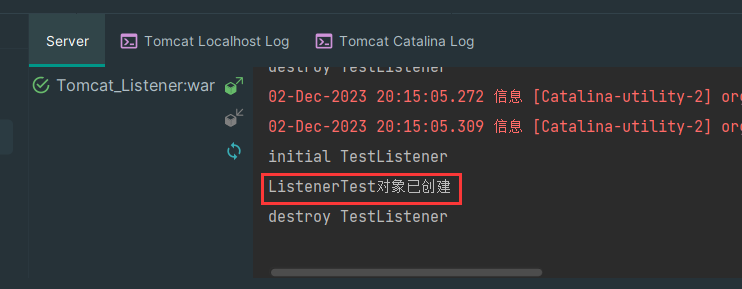 Server
Tomcat Localhost Log
Tomcat Catalina Log
Tomcat_Listener:war
destroy TestListener
02-Dec-2023 20:15:05.272 信息 [Catalina-utility-2] org
02-Dec-2023 20:15:05.309 信息 [Catalina-utility-2] org
initial TestListener
ListenerTest对象已创建
destroy TestListener